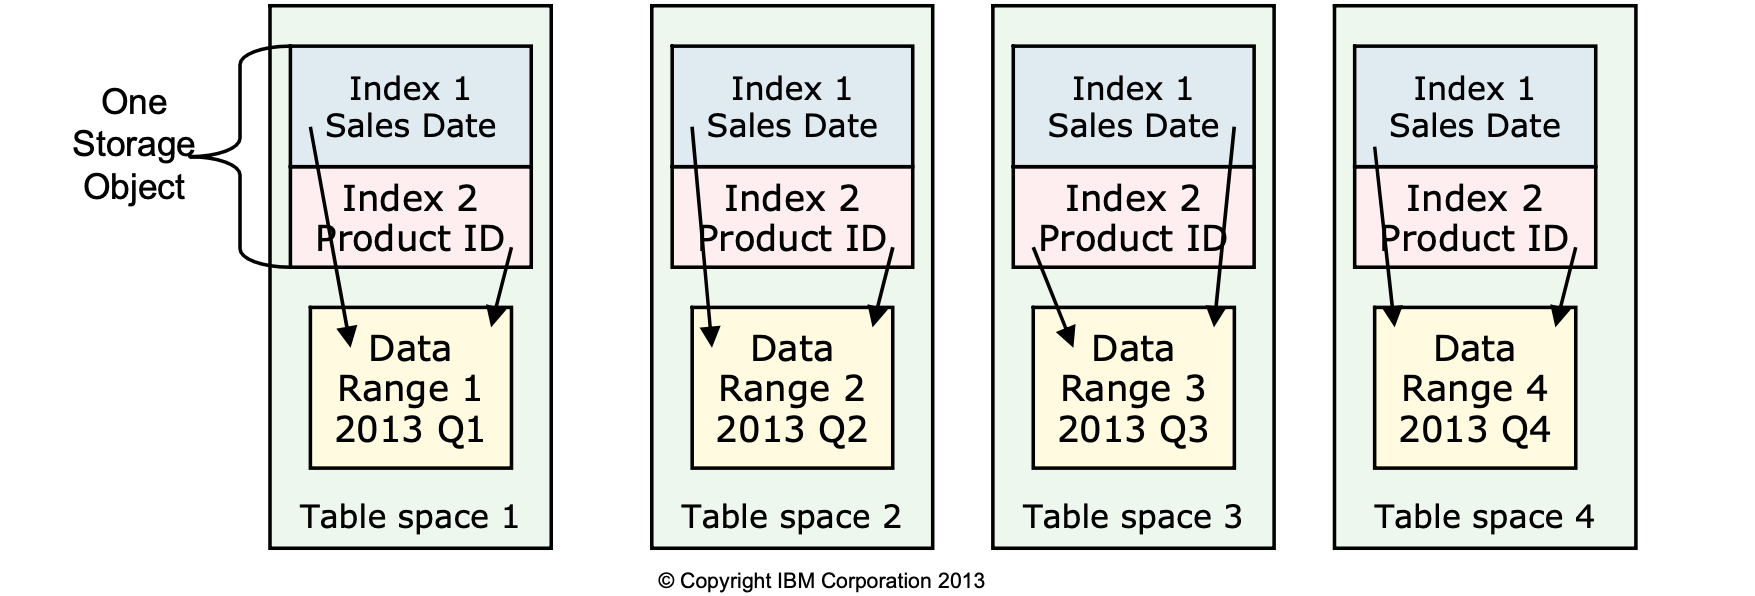 One
Storage
Object
Index 1
Sales Date
Index 2
Product ID
Data
Range 1
2013 Q1
Table space 1
Index 1
Sales Date
Index 2
Product ID
Data
Range 2
2013 Q2
Table space 2
Index 1
Sales Date
Index 2
Product ID
Data
Range 3
2013 Q3
Table space 3
Index 1
Sales Date
Index 2
Product ID
Data
Range 4
2013 Q4
Table space 4
© Copyright IBM Corporation 2013